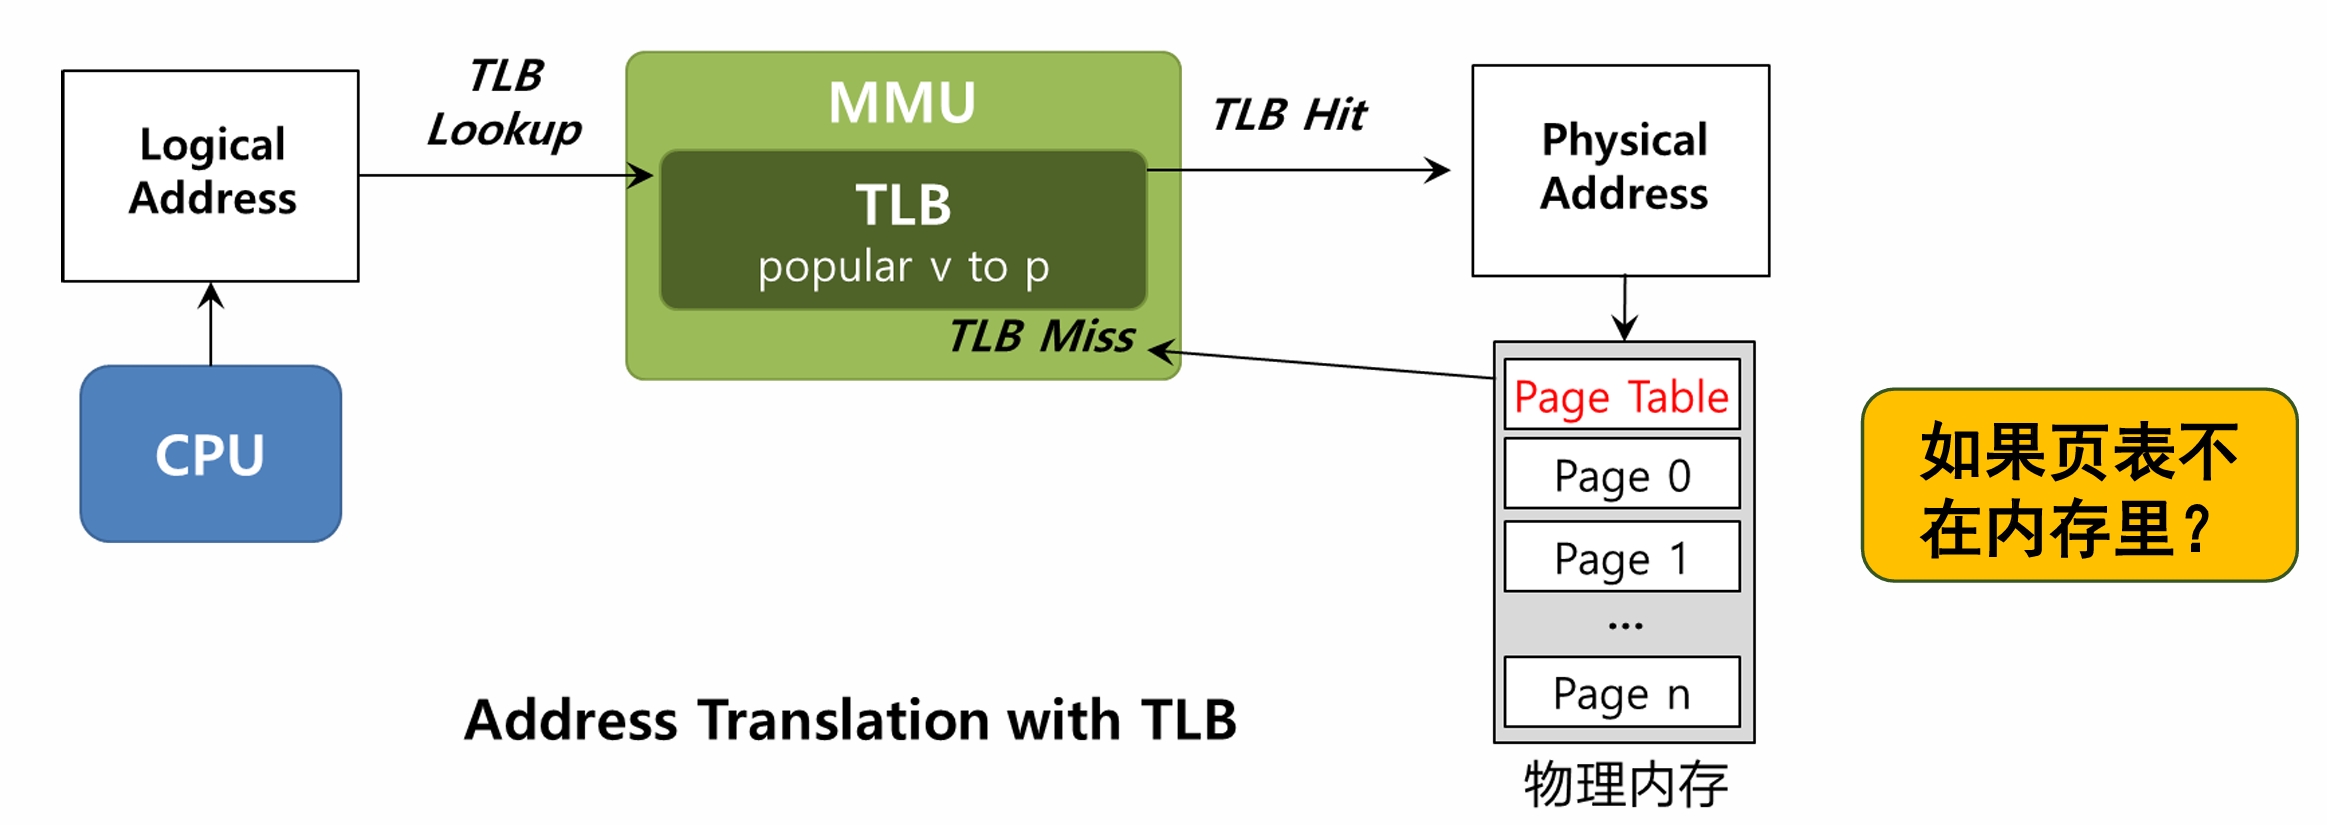 Logical
Address
CPU
TLB
Lookup
MMU
TLB
popular v to p
TLB Miss
TLB Hit
Physical
Address
Page Table
Page 0
Page 1
...
Page n
物理内存
如果页表不
在内存里？
Address Translation with TLB